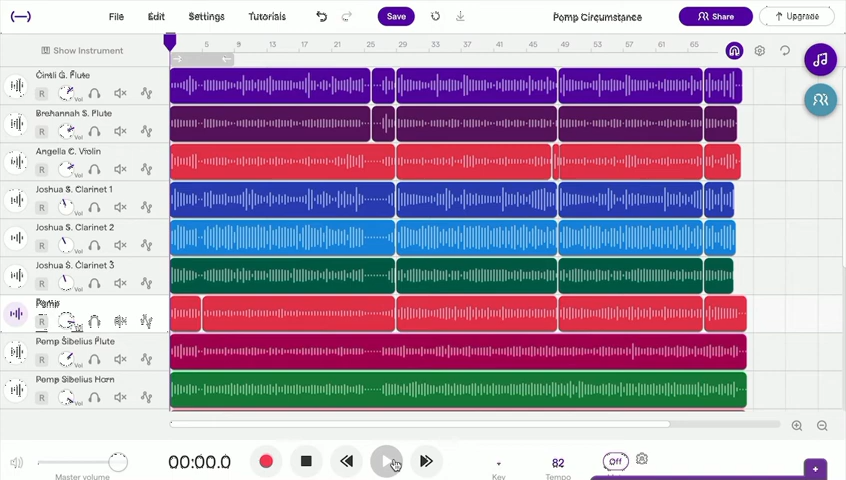 File Edit Settings Tutorials Save Pomp Circumstance Share Upgrade
Show Instrument 5 9 13 17 21 25 29 33 37 41 45 49 53 57 61 65
Cintli G. Flute
R Vol
Brehannah S. Flute
R Vol
Angella C. Violin
R Vol
Joshua S. Clarinet 1
R Vol
Joshua S. Clarinet 2
R Vol
Joshua S. Clarinet 3
R Vol
Pomp
R
Pomp Sibelius Flute
R Vol
Pomp Sibelius Horn
R Vol
00:00.0 - 82 Off
Master volume Key Tempo